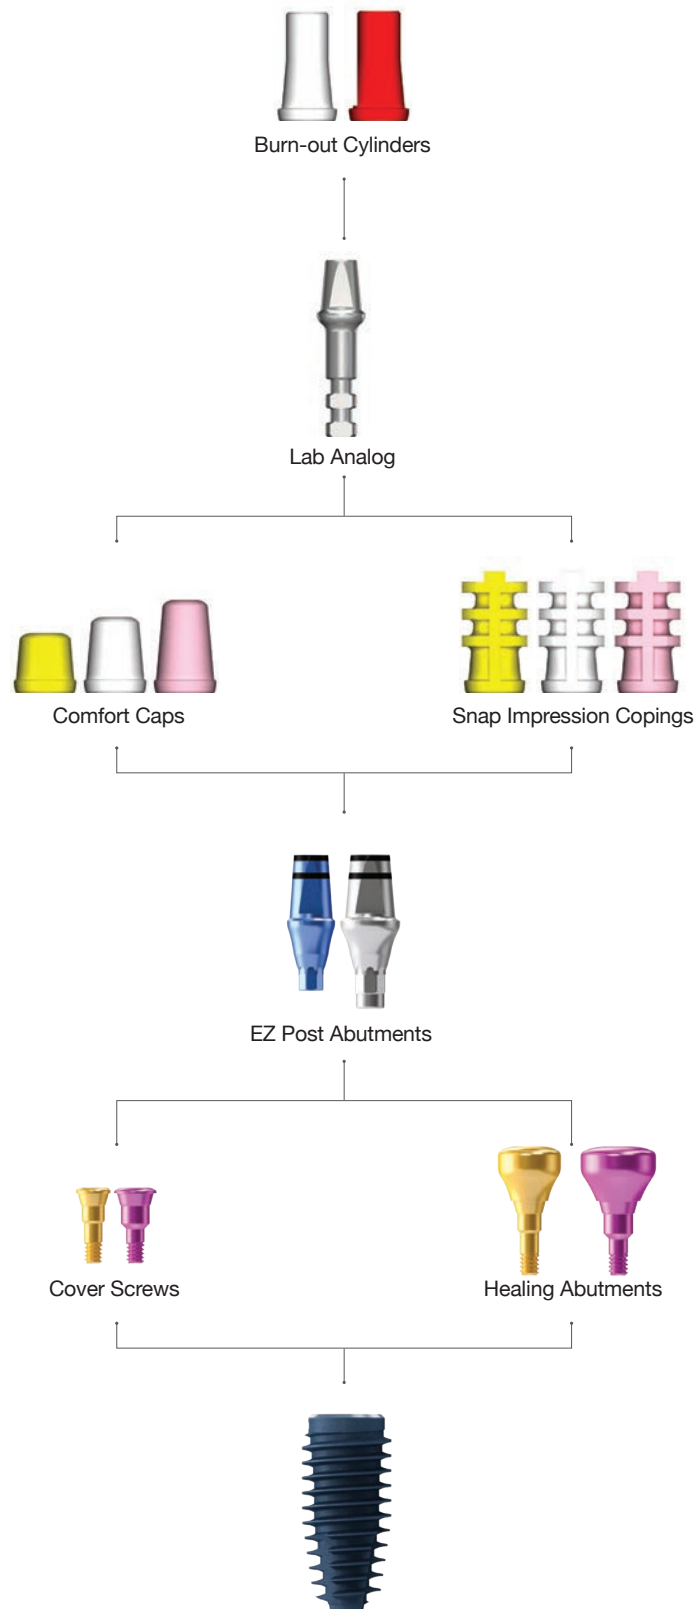 Burn-out Cylinders
Lab Analog
Comfort Caps
Snap Impression Copings
EZ Post Abutments
Cover Screws
Healing Abutments